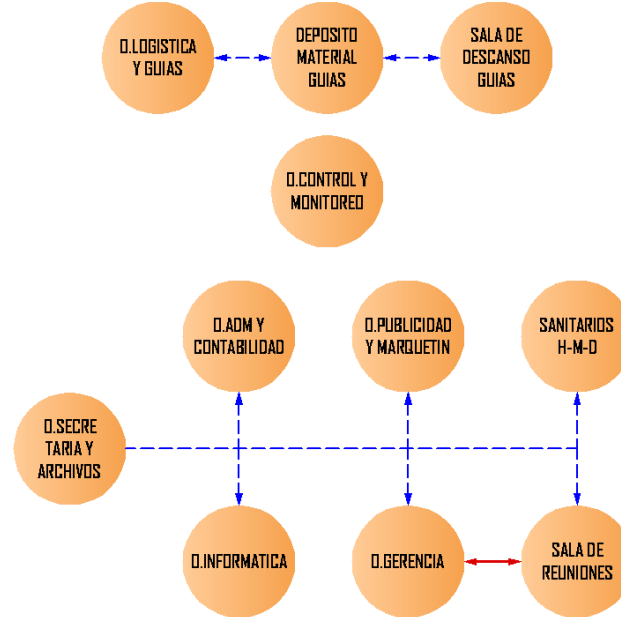 O.LOGISTICA
Y GUIAS
DEPOSITO
MATERIAL
GUIAS
SALA DE
DESCANSO
GUIAS
O.CONTROL Y
MONITOREO
O.ADM Y
CONTABILIDAD
O.PUBLICIDAD
Y MARQUETIN
SANITARIOS
H-M-D
O.SECRE
TARIA Y
ARCHIVOS
O.INFORMATICA
O.GERENCIA
SALA DE
REUNIONES